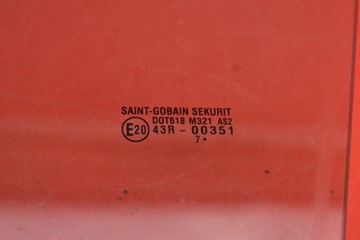 SAINT-GOBAIN SEKURIT
DOT618 M321 AS2
E20 43R - 00351
7•